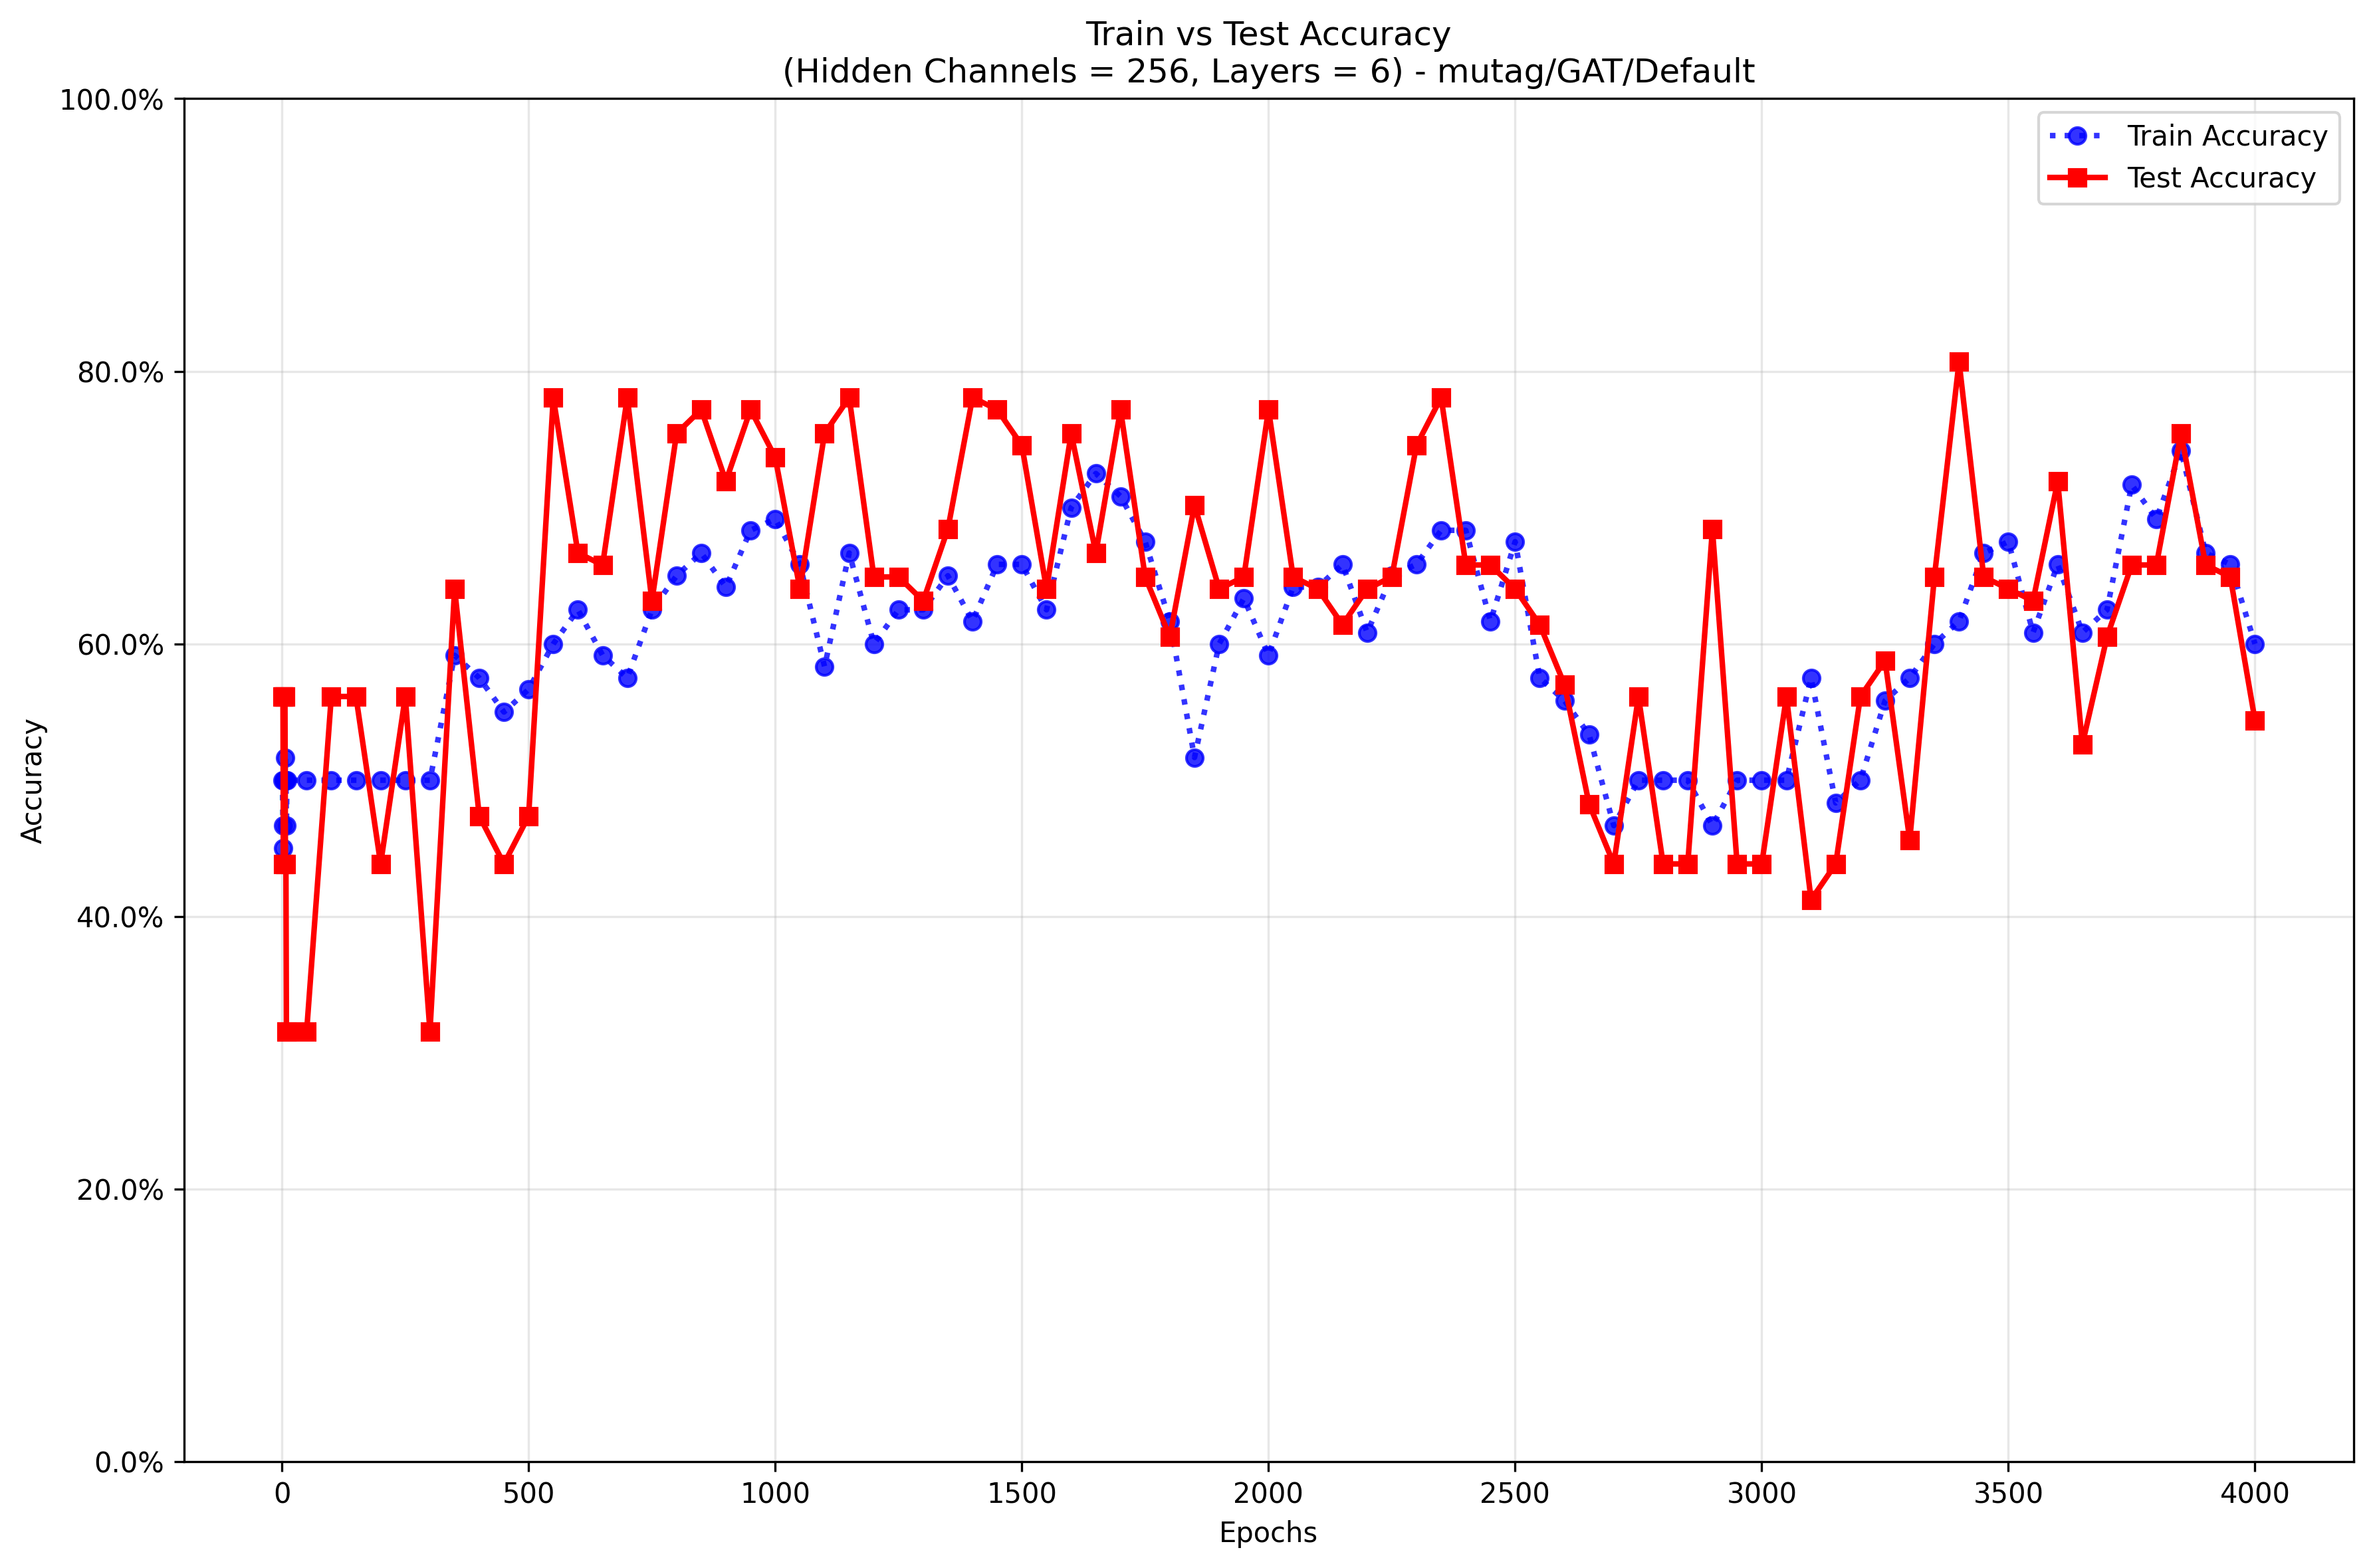 Train vs Test Accuracy
(Hidden Channels = 256, Layers = 6) - mutag/GAT/Default
100.0%
80.0%
60.0%
40.0%
20.0%
0.0%
Accuracy
Train Accuracy
Test Accuracy
0
500
1000
1500
2000
2500
3000
3500
4000
Epochs